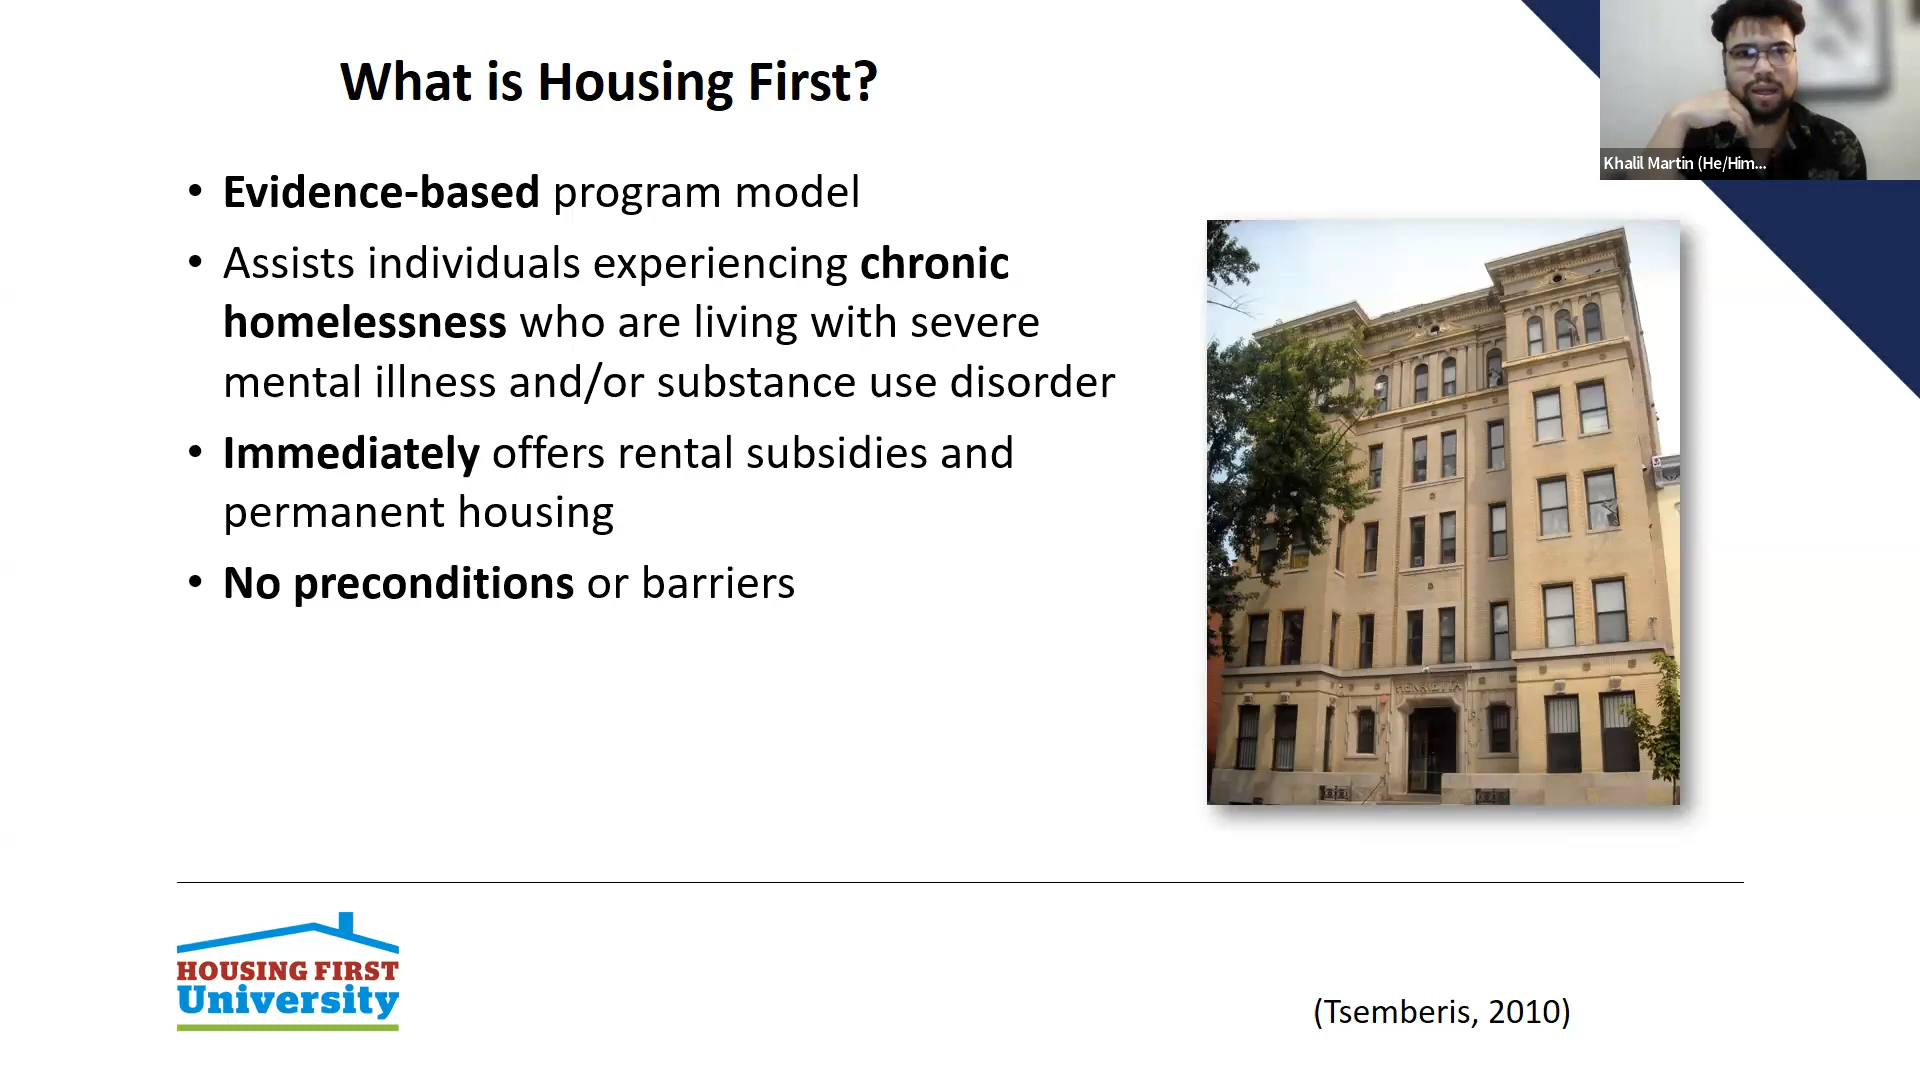 What is Housing First?
Khalil Martin (He/Him...
• Evidence-based program model
• Assists individuals experiencing chronic
homelessness who are living with severe
mental illness and/or substance use disorder
• Immediately offers rental subsidies and
permanent housing
• No preconditions or barriers
HENRIETTA
HOUSING FIRST
University
(Tsemberis, 2010)